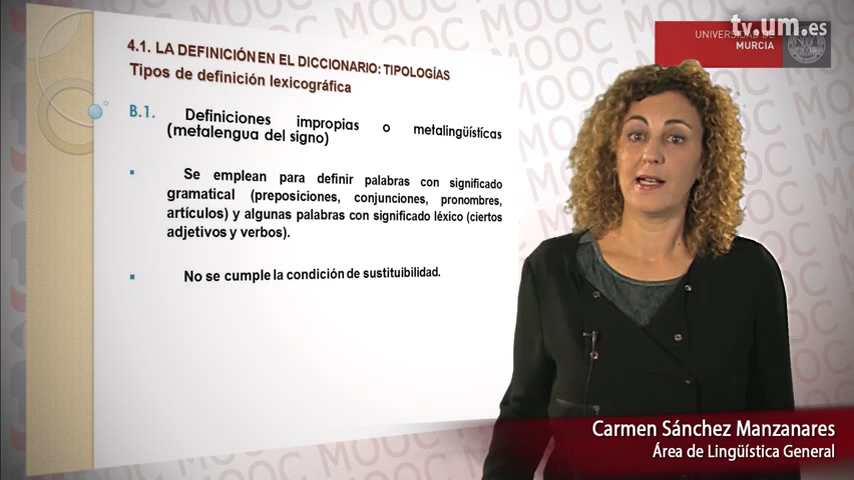 tv.um.es
UNIVERSIDAD DE
MURCIA
4.1. LA DEFINICIÓN EN EL DICCIONARIO: TIPOLOGÍAS
Tipos de definición lexicográfica
B.1. Definiciones impropias o metalingüísticas
(metalengua del signo)
Se emplean para definir palabras con significado
gramatical (preposiciones, conjunciones, pronombres,
artículos) y algunas palabras con significado léxico (ciertos
adjetivos y verbos).
No se cumple la condición de sustituibilidad.
Carmen Sánchez Manzanares
Área de Lingüística General
MOOC